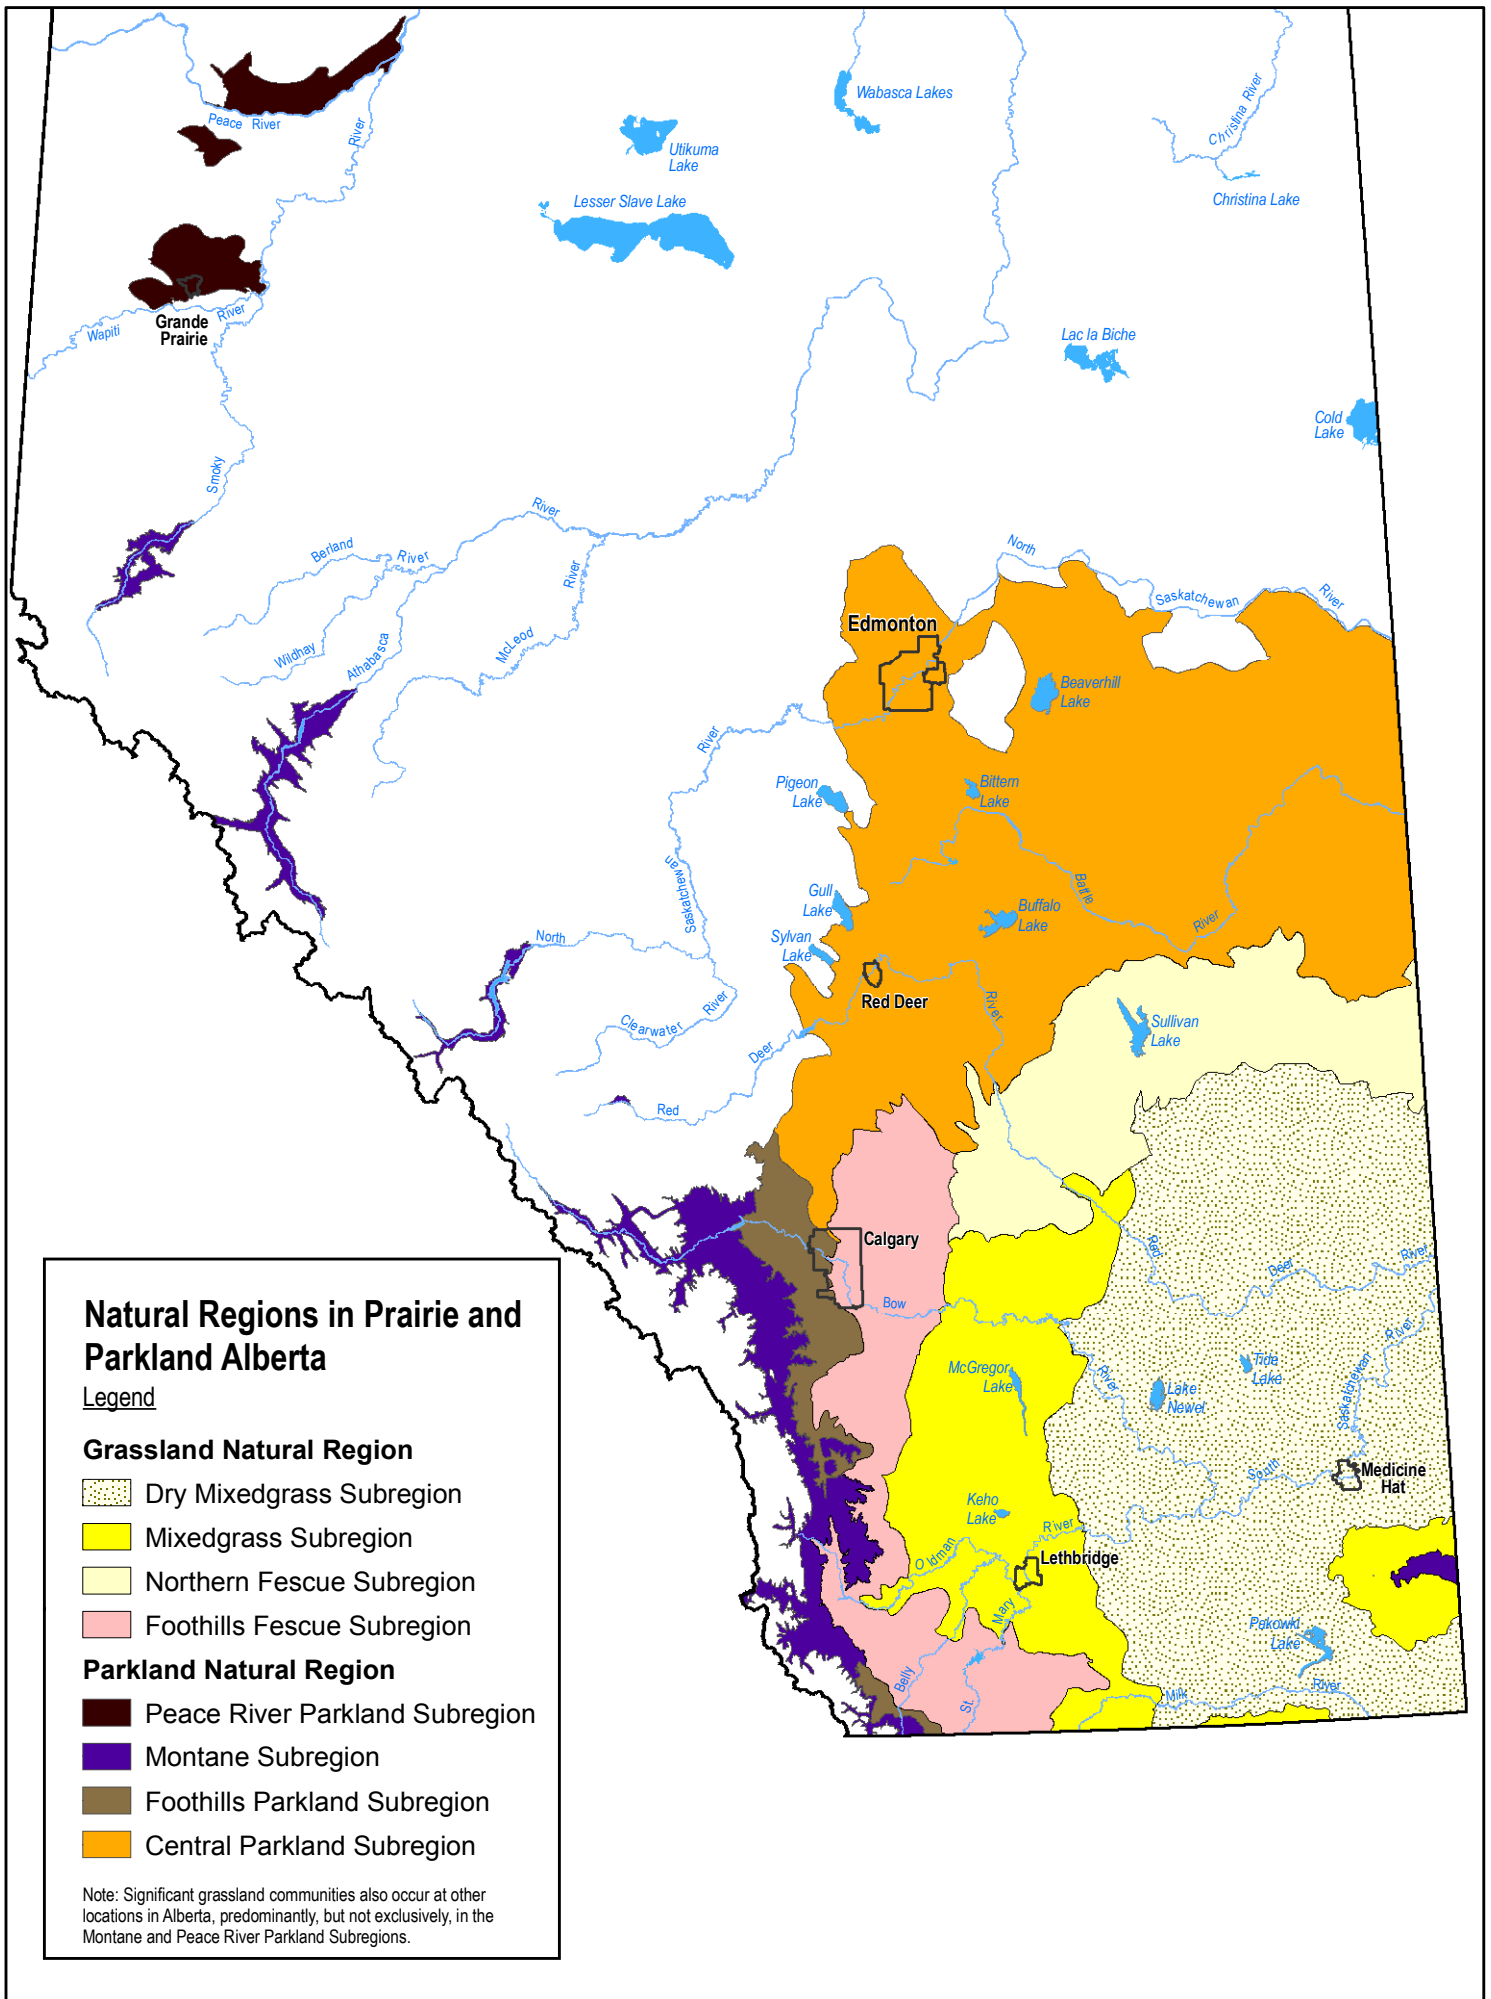 Wabasca Lakes
Christina River
Peace River
River
Utikuma
Lake
Lesser Slave Lake
Christina Lake
Grande
Prairie
Wapiti
River
Lac la Biche
Cold
Lake
Smoky
River
Berland
River
River
North
Saskatchewan
River
Wildhay
Athabasca
McLeod
Edmonton
Beaverhill
Lake
River
Pigeon
Lake
Bittern
Lake
Saskatchewan
Battle
River
Gull
Lake
Buffalo
Lake
Sylvan
Lake
North
Red Deer
River
Clearwater
River
Sullivan
Lake
Deer
Red
Calgary
Red
Deer
River
Bow
River
River
McGregor
Lake
Tide
Lake
Lake
Newel
Saskatchewan
South
Medicine
Hat
Keho
Lake
River
Oldman
Lethbridge
Mary
Pakowki
Lake
Belly
St.
Milk
River
Natural Regions in Prairie and
Parkland Alberta
Legend
Grassland Natural Region
Dry Mixedgrass Subregion
Mixedgrass Subregion
Northern Fescue Subregion
Foothills Fescue Subregion
Parkland Natural Region
Peace River Parkland Subregion
Montane Subregion
Foothills Parkland Subregion
Central Parkland Subregion
Note: Significant grassland communities also occur at other
locations in Alberta, predominantly, but not exclusively, in the
Montane and Peace River Parkland Subregions.